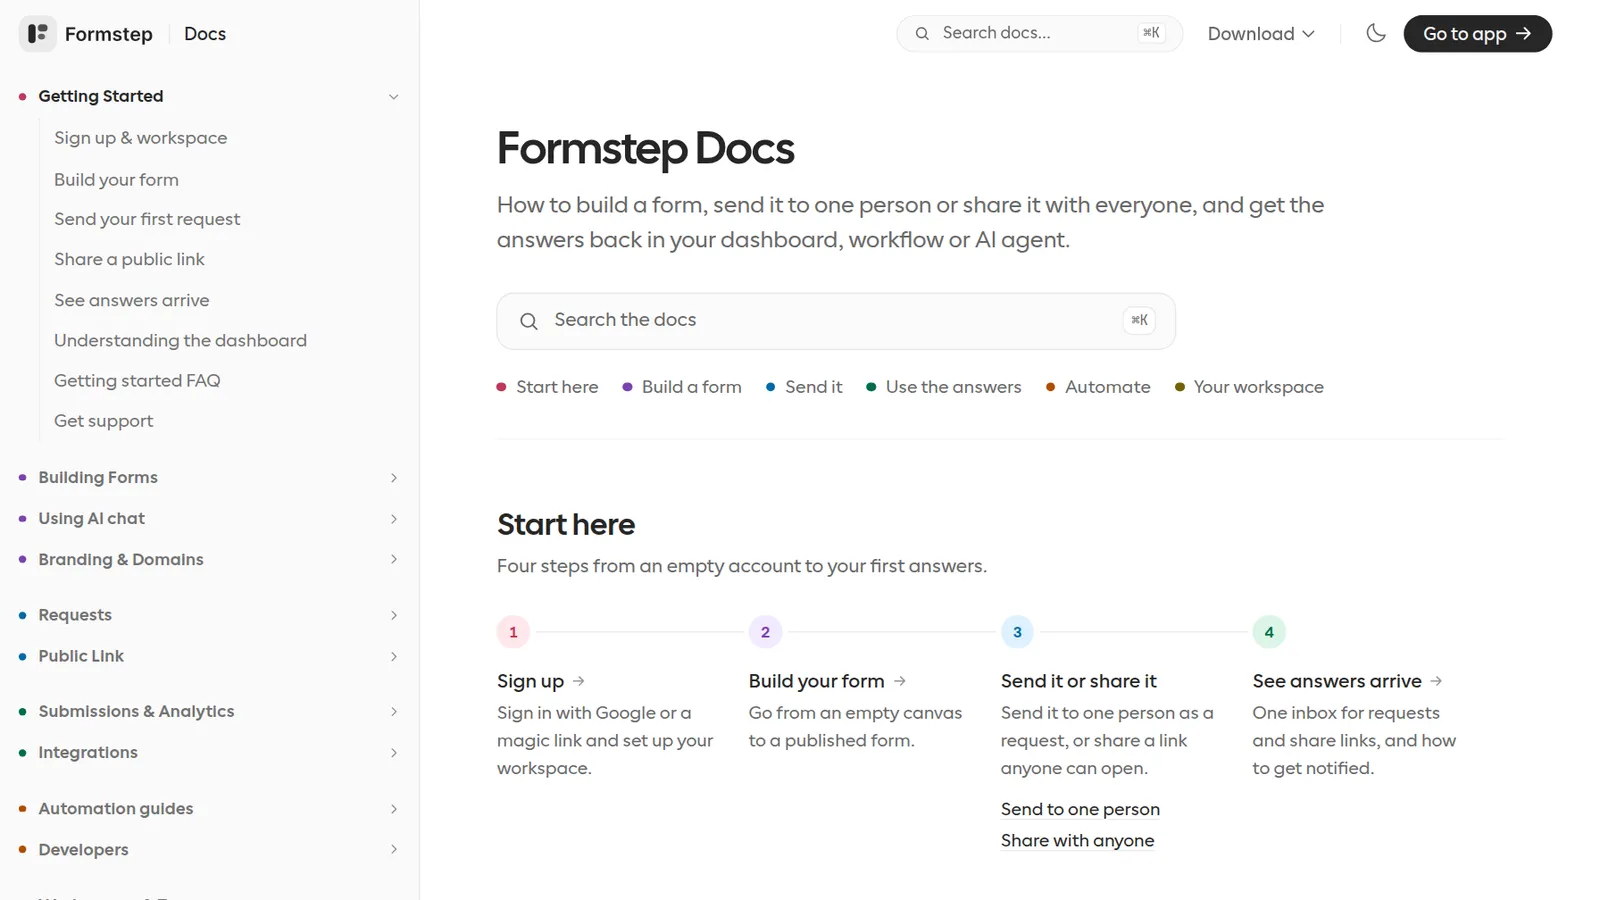 Formstep
Docs
Search docs...
⌘K
Download
Go to app →
Getting Started
Sign up & workspace
Build your form
Send your first request
Share a public link
See answers arrive
Understanding the dashboard
Getting started FAQ
Get support
Building Forms
Using AI chat
Branding & Domains
Requests
Public Link
Submissions & Analytics
Integrations
Automation guides
Developers
Formstep Docs
How to build a form, send it to one person or share it with everyone, and get the
answers back in your dashboard, workflow or AI agent.
Search the docs
⌘K
Start here
Build a form
Send it
Use the answers
Automate
Your workspace
Start here
Four steps from an empty account to your first answers.
1
Sign up →
Sign in with Google or a
magic link and set up your
workspace.
2
Build your form →
Go from an empty canvas
to a published form.
3
Send it or share it
Send it to one person as a
request, or share a link
anyone can open.
Send to one person
Share with anyone
4
See answers arrive →
One inbox for requests
and share links, and how
to get notified.